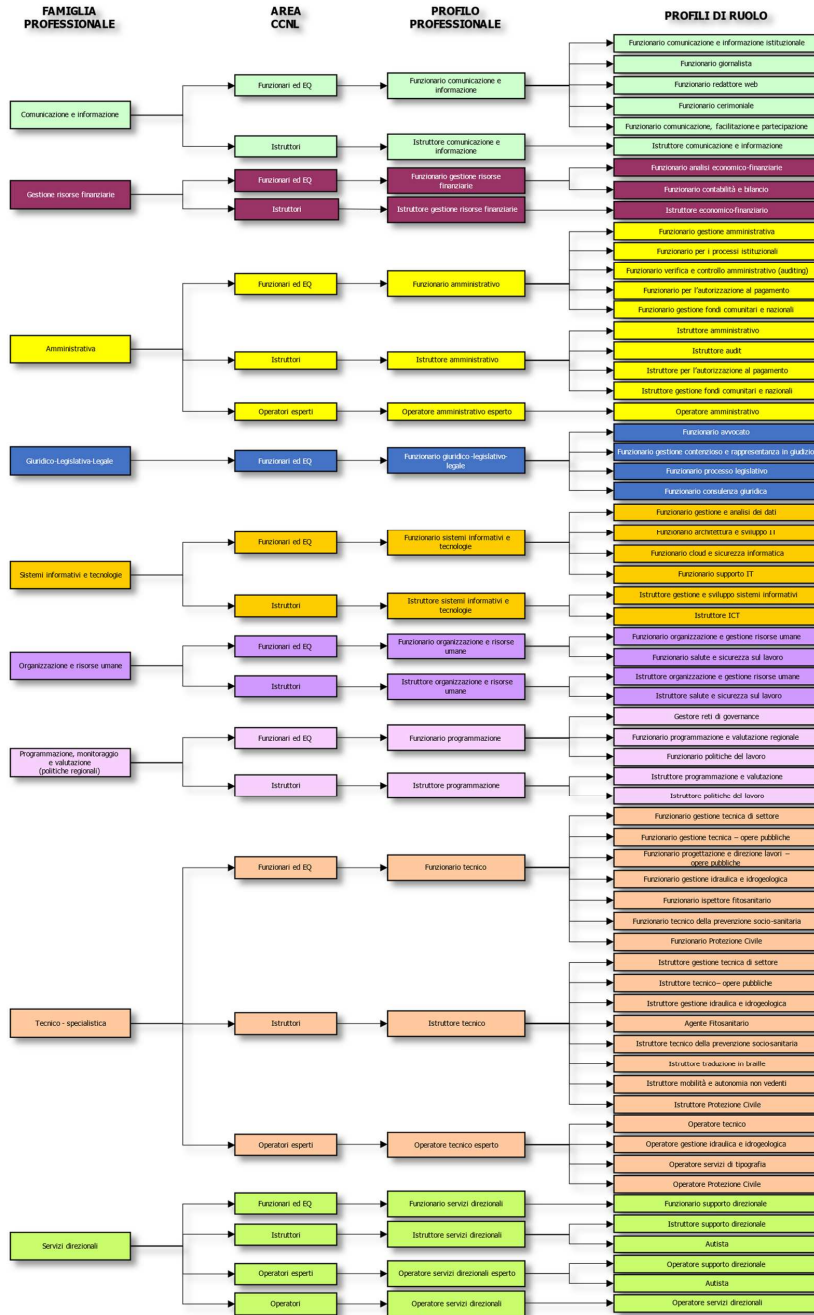 FAMIGLIA
PROFESSIONALE
AREA
CCNL
PROFILO
PROFESSIONALE
PROFILI DI RUOLO
Comunicazione e informazione
Funzionari ed EQ
Funzionario comunicazione e
informazione
Funzionario comunicazione e informazione istituzionale
Funzionario giornalista
Funzionario redattore web
Funzionario cerimoniale
Funzionario comunicazione, facilitazione e partecipazione
Istruttori
Istruttore comunicazione e
informazione
Istruttore comunicazione e informazione
Gestione risorse finanziarie
Funzionari ed EQ
Funzionario gestione risorse
finanziarie
Funzionario analisi economico-finanziarie
Funzionario contabilità e bilancio
Istruttori
Istruttore gestione risorse finanziarie
Istruttore economico-finanziario
Amministrativa
Funzionari ed EQ
Funzionario amministrativo
Funzionario gestione amministrativa
Funzionario per i processi istituzionali
Funzionario verifica e controllo amministrativo (auditing)
Funzionario per l'autorizzazione al pagamento
Funzionario gestione fondi comunitari e nazionali
Istruttori
Istruttore amministrativo
Istruttore amministrativo
Istruttore audit
Istruttore per l'autorizzazione al pagamento
Istruttore gestione fondi comunitari e nazionali
Operatori esperti
Operatore amministrativo esperto
Operatore amministrativo
Giuridico-Legislativa-Legale
Funzionari ed EQ
Funzionario giuridico-legislativo-
legale
Funzionario avvocato
Funzionario gestione contenzioso e rappresentanza in giudizio
Funzionario processo legislativo
Funzionario consulenza giuridica
Sistemi informativi e tecnologie
Funzionari ed EQ
Funzionario sistemi informativi e
tecnologie
Funzionario gestione e analisi dei dati
Funzionario architettura e sviluppo IT
Funzionario cloud e sicurezza informatica
Funzionario supporto IT
Istruttori
Istruttore sistemi informativi e
tecnologie
Istruttore gestione e sviluppo sistemi informativi
Istruttore ICT
Organizzazione e risorse umane
Funzionari ed EQ
Funzionario organizzazione e risorse
umane
Funzionario organizzazione e gestione risorse umane
Funzionario salute e sicurezza sul lavoro
Istruttori
Istruttore organizzazione e risorse
umane
Istruttore organizzazione e gestione risorse umane
Istruttore salute e sicurezza sul lavoro
Programmazione, monitoraggio
e valutazione
(politiche regionali)
Funzionari ed EQ
Funzionario programmazione
Gestore reti di governance
Funzionario programmazione e valutazione regionale
Funzionario politiche del lavoro
Istruttori
Istruttore programmazione
Istruttore programmazione e valutazione
Istruttore politiche del lavoro
Tecnico - specialistica
Funzionari ed EQ
Funzionario tecnico
Funzionario gestione tecnica di settore
Funzionario gestione tecnica – opere pubbliche
Funzionario progettazione e direzione lavori –
opere pubbliche
Funzionario gestione idraulica e idrogeologica
Funzionario ispettore fitosanitario
Funzionario tecnico della prevenzione socio-sanitaria
Funzionario Protezione Civile
Istruttori
Istruttore tecnico
Istruttore gestione tecnica di settore
Istruttore tecnico– opere pubbliche
Istruttore gestione idraulica e idrogeologica
Agente Fitosanitario
Istruttore tecnico della prevenzione socio-sanitaria
Istruttore traduzione in braille
Istruttore mobilità e autonomia non vedenti
Istruttore Protezione Civile
Operatori esperti
Operatore tecnico esperto
Operatore tecnico
Operatore gestione idraulica e idrogeologica
Operatore servizi di tipografia
Operatore Protezione Civile
Servizi direzionali
Funzionari ed EQ
Funzionario servizi direzionali
Funzionario supporto direzionale
Istruttori
Istruttore servizi direzionali
Istruttore supporto direzionale
Autista
Operatori esperti
Operatore servizi direzionali esperto
Operatore supporto direzionale
Autista
Operatori
Operatore servizi direzionali
Operatore servizi direzionali